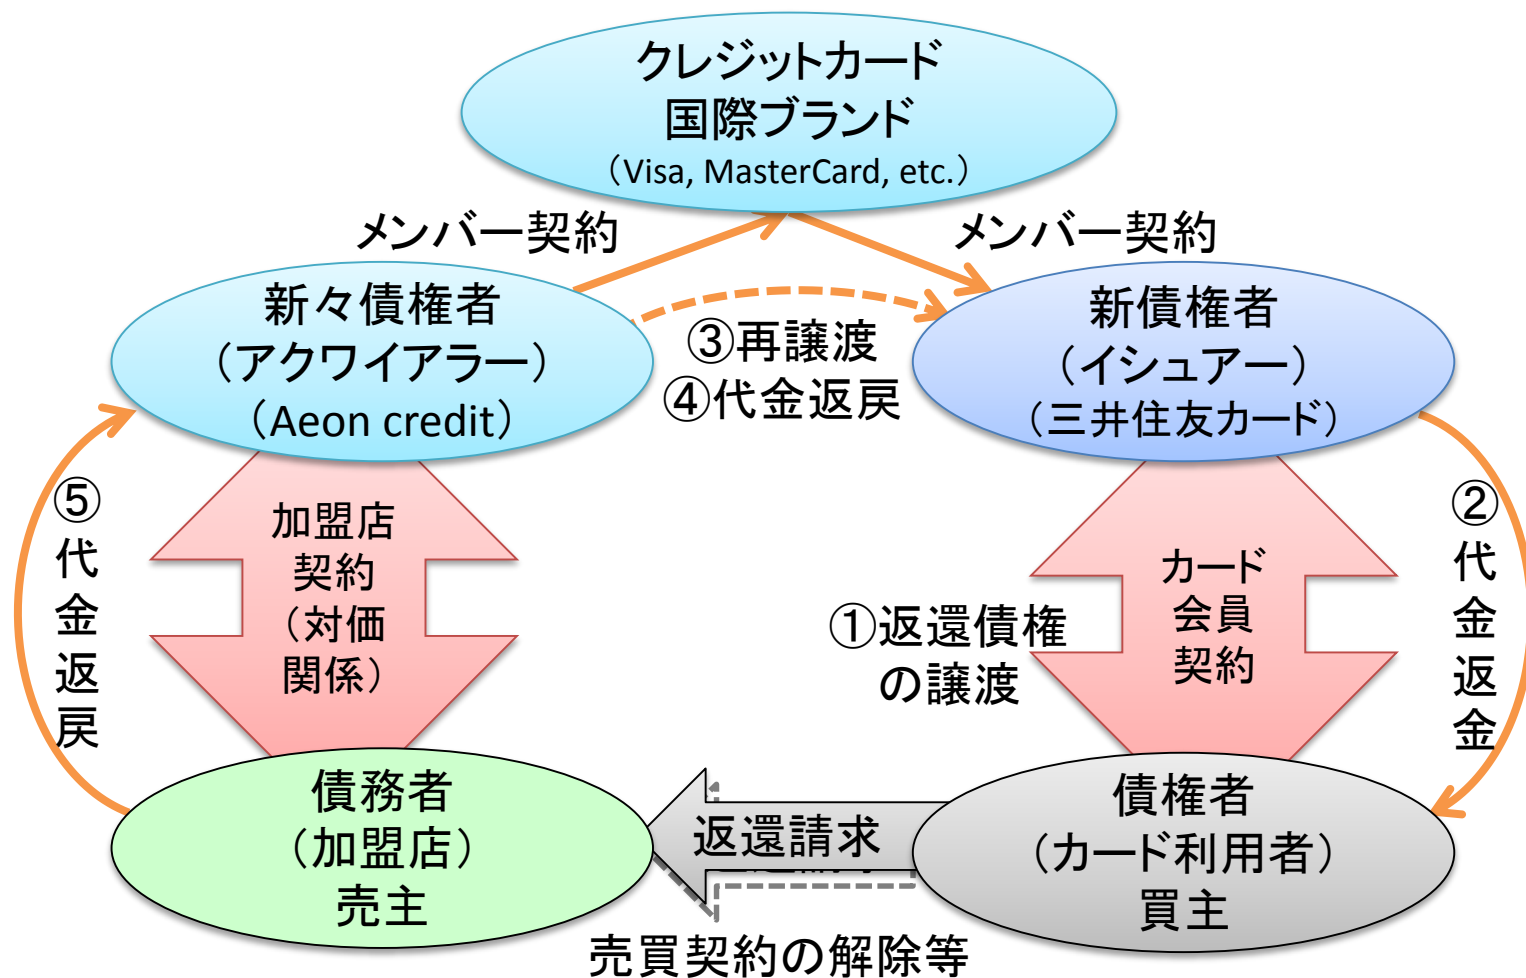 クレジットカード
国際ブランド
（Visa, MasterCard, etc.）
メンバー契約
メンバー契約
新々債権者
（アクワイアラー）
（Aeon credit）
③再譲渡
④代金返戻
新債権者
（イシュアー）
（三井住友カード）
⑤
代
金
返
戻
加盟店
契約
（対価
関係）
①返還債権
の譲渡
カード
会員
契約
②
代
金
返
金
債務者
（加盟店）
売主
返還請求
債権者
（カード利用者）
買主
売買契約の解除等